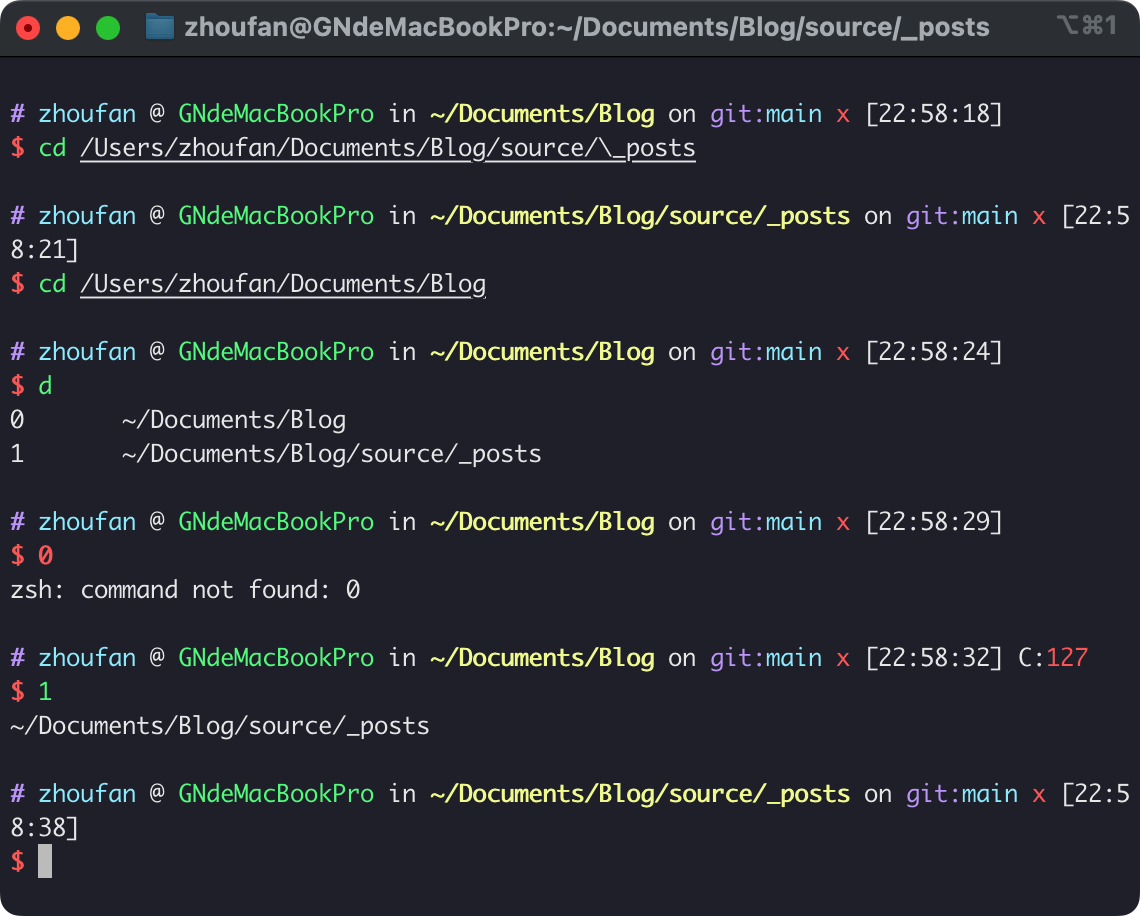 zhoufan@GNdeMacBookPro:~/Documents/Blog/source/_posts ⌥⌘1
# zhoufan @ GNdeMacBookPro in ~/Documents/Blog on git:main x [22:58:18]
$ cd /Users/zhoufan/Documents/Blog/source/\_posts
# zhoufan @ GNdeMacBookPro in ~/Documents/Blog/source/_posts on git:main x [22:5
8:21]
$ cd /Users/zhoufan/Documents/Blog
# zhoufan @ GNdeMacBookPro in ~/Documents/Blog on git:main x [22:58:24]
$ d
0       ~/Documents/Blog
1       ~/Documents/Blog/source/_posts
# zhoufan @ GNdeMacBookPro in ~/Documents/Blog on git:main x [22:58:29]
$ 0
zsh: command not found: 0
# zhoufan @ GNdeMacBookPro in ~/Documents/Blog on git:main x [22:58:32] C:127
$ 1
~/Documents/Blog/source/_posts
# zhoufan @ GNdeMacBookPro in ~/Documents/Blog/source/_posts on git:main x [22:5
8:38]
$